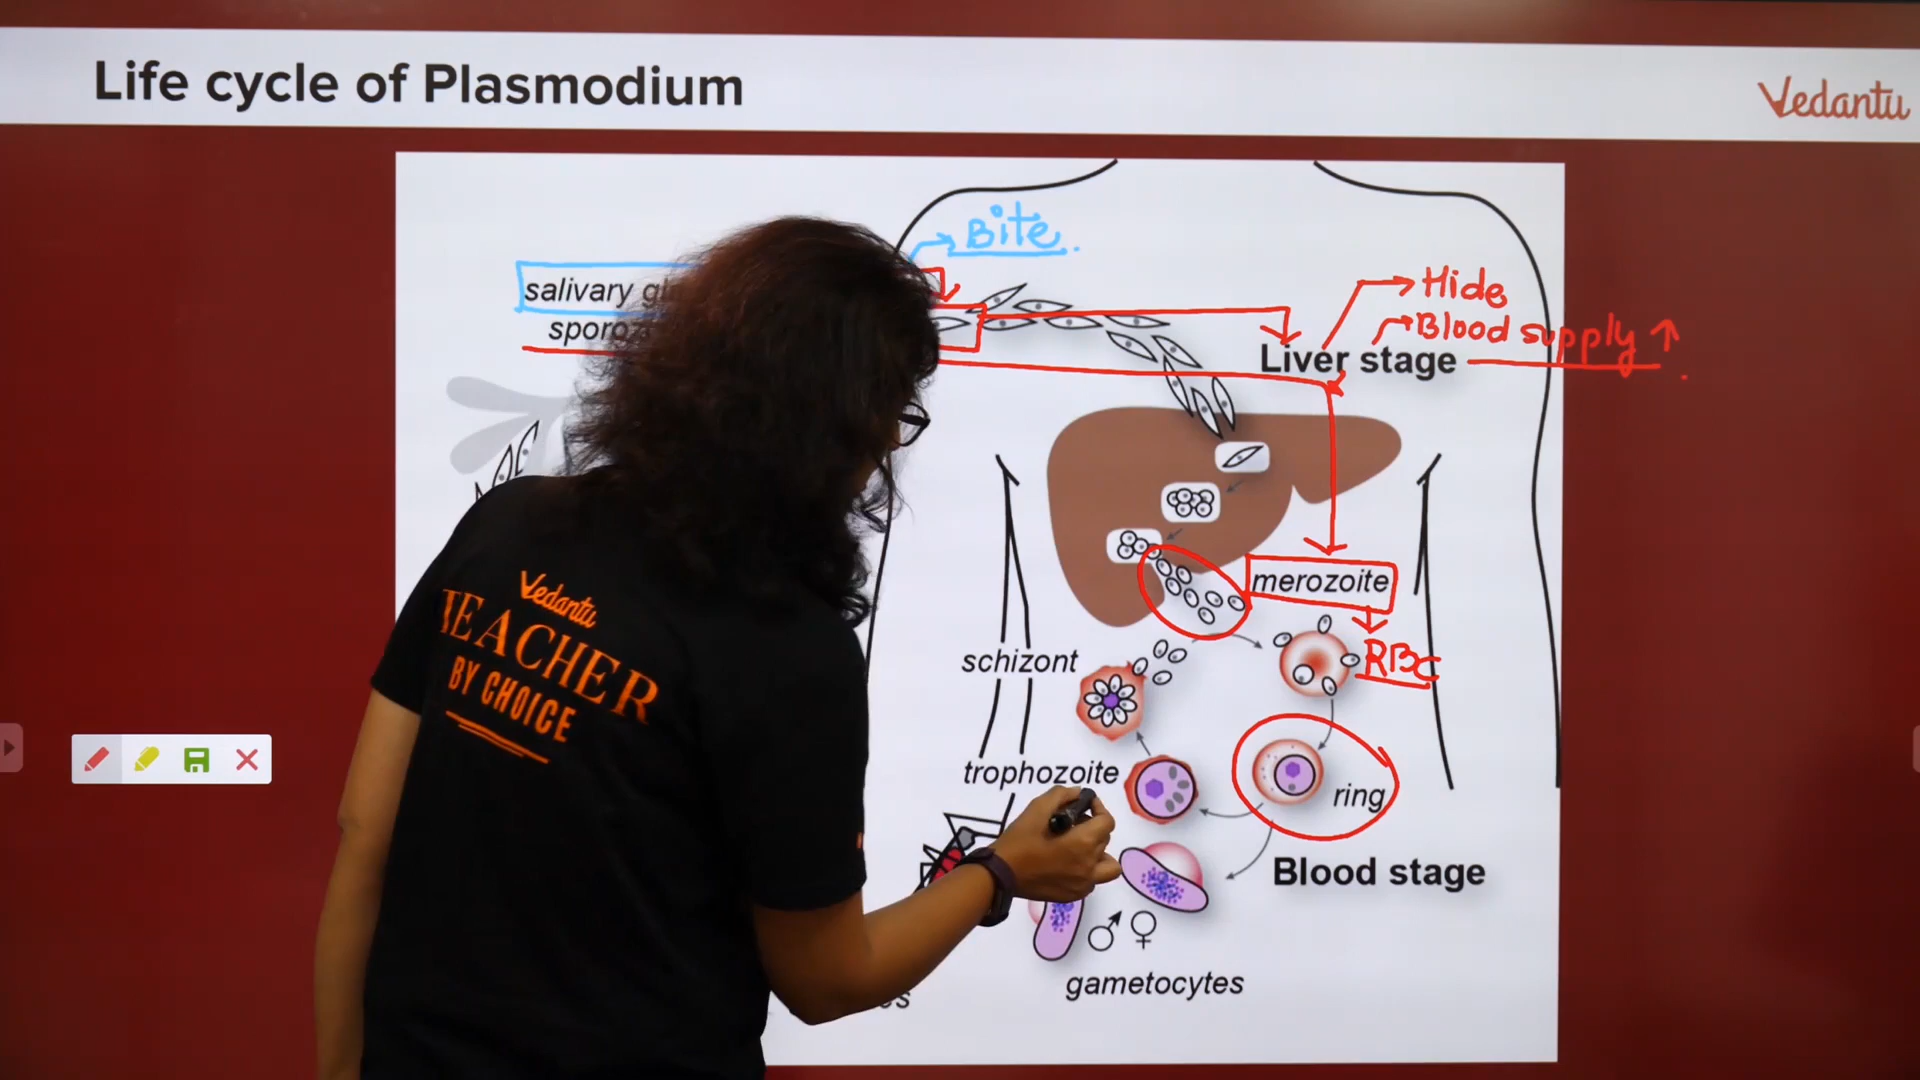 Life cycle of Plasmodium
Vedantu
Bite.
salivary gl
sporoz
Hide
Blood supply ↑
Liver stage
merozoite
RBC
schizont
trophozoite
ring
Blood stage
♂ ♀
gametocytes
es
Vedantu
TEACHER
BY CHOICE